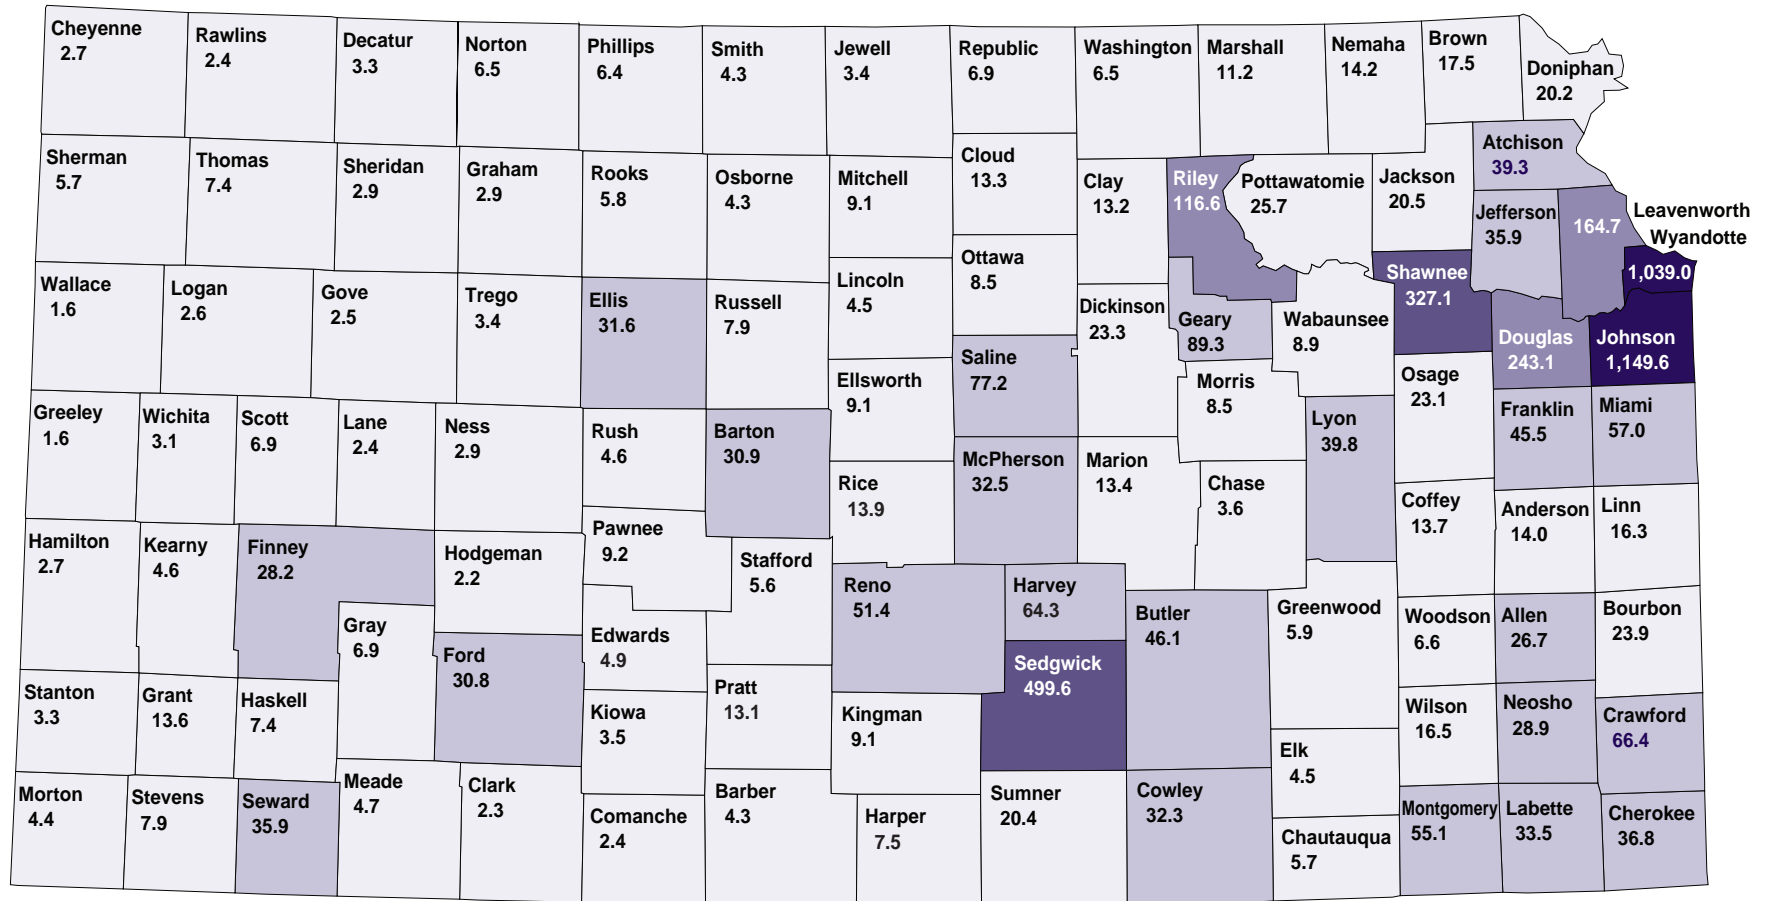 Cheyenne
2.7
Rawlins
2.4
Decatur
3.3
Norton
6.5
Phillips
6.4
Smith
4.3
Jewell
3.4
Republic
6.9
Washington
6.5
Marshall
11.2
Nemaha
14.2
Brown
17.5
Doniphan
20.2
Sherman
5.7
Thomas
7.4
Sheridan
2.9
Graham
2.9
Rooks
5.8
Osborne
4.3
Mitchell
9.1
Cloud
13.3
Clay
13.2
Riley
116.6
Pottawatomie
25.7
Jackson
20.5
Atchison
39.3
Jefferson
35.9
164.7
Leavenworth
Wyandotte
1,039.0
Wallace
1.6
Logan
2.6
Gove
2.5
Trego
3.4
Ellis
31.6
Russell
7.9
Lincoln
4.5
Ottawa
8.5
Dickinson
23.3
Geary
89.3
Wabaunsee
8.9
Shawnee
327.1
Douglas
243.1
Johnson
1,149.6
Saline
77.2
Ellsworth
9.1
Morris
8.5
Osage
23.1
Greeley
1.6
Wichita
3.1
Scott
6.9
Lane
2.4
Ness
2.9
Rush
4.6
Barton
30.9
Rice
13.9
McPherson
32.5
Marion
13.4
Chase
3.6
Lyon
39.8
Franklin
45.5
Miami
57.0
Coffey
13.7
Anderson
14.0
Linn
16.3
Hamilton
2.7
Kearny
4.6
Finney
28.2
Hodgeman
2.2
Pawnee
9.2
Stafford
5.6
Reno
51.4
Harvey
64.3
Butler
46.1
Greenwood
5.9
Woodson
6.6
Allen
26.7
Bourbon
23.9
Gray
6.9
Ford
30.8
Edwards
4.9
Sedgwick
499.6
Stanton
3.3
Grant
13.6
Haskell
7.4
Kiowa
3.5
Pratt
13.1
Kingman
9.1
Elk
4.5
Wilson
16.5
Neosho
28.9
Crawford
66.4
Morton
4.4
Stevens
7.9
Seward
35.9
Meade
4.7
Clark
2.3
Comanche
2.4
Barber
4.3
Harper
7.5
Sumner
20.4
Cowley
32.3
Chautauqua
5.7
Montgomery
55.1
Labette
33.5
Cherokee
36.8